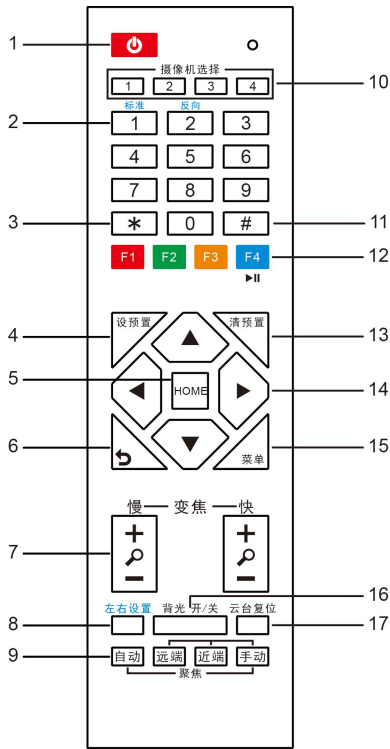 1
摄像机选择
1 2 3 4
10
标准 反向
2
1 2 3
4 5 6
7 8 9
3
* 0 #
11
F1 F2 F3 F4
12
4
设预置 清预置
13
5
HOME
14
6
菜单
15
慢 变焦 快
+ +
7
− −
16
左右设置 背光 开/关 云台复位
8
17
9
自动 远端 近端 手动
聚焦